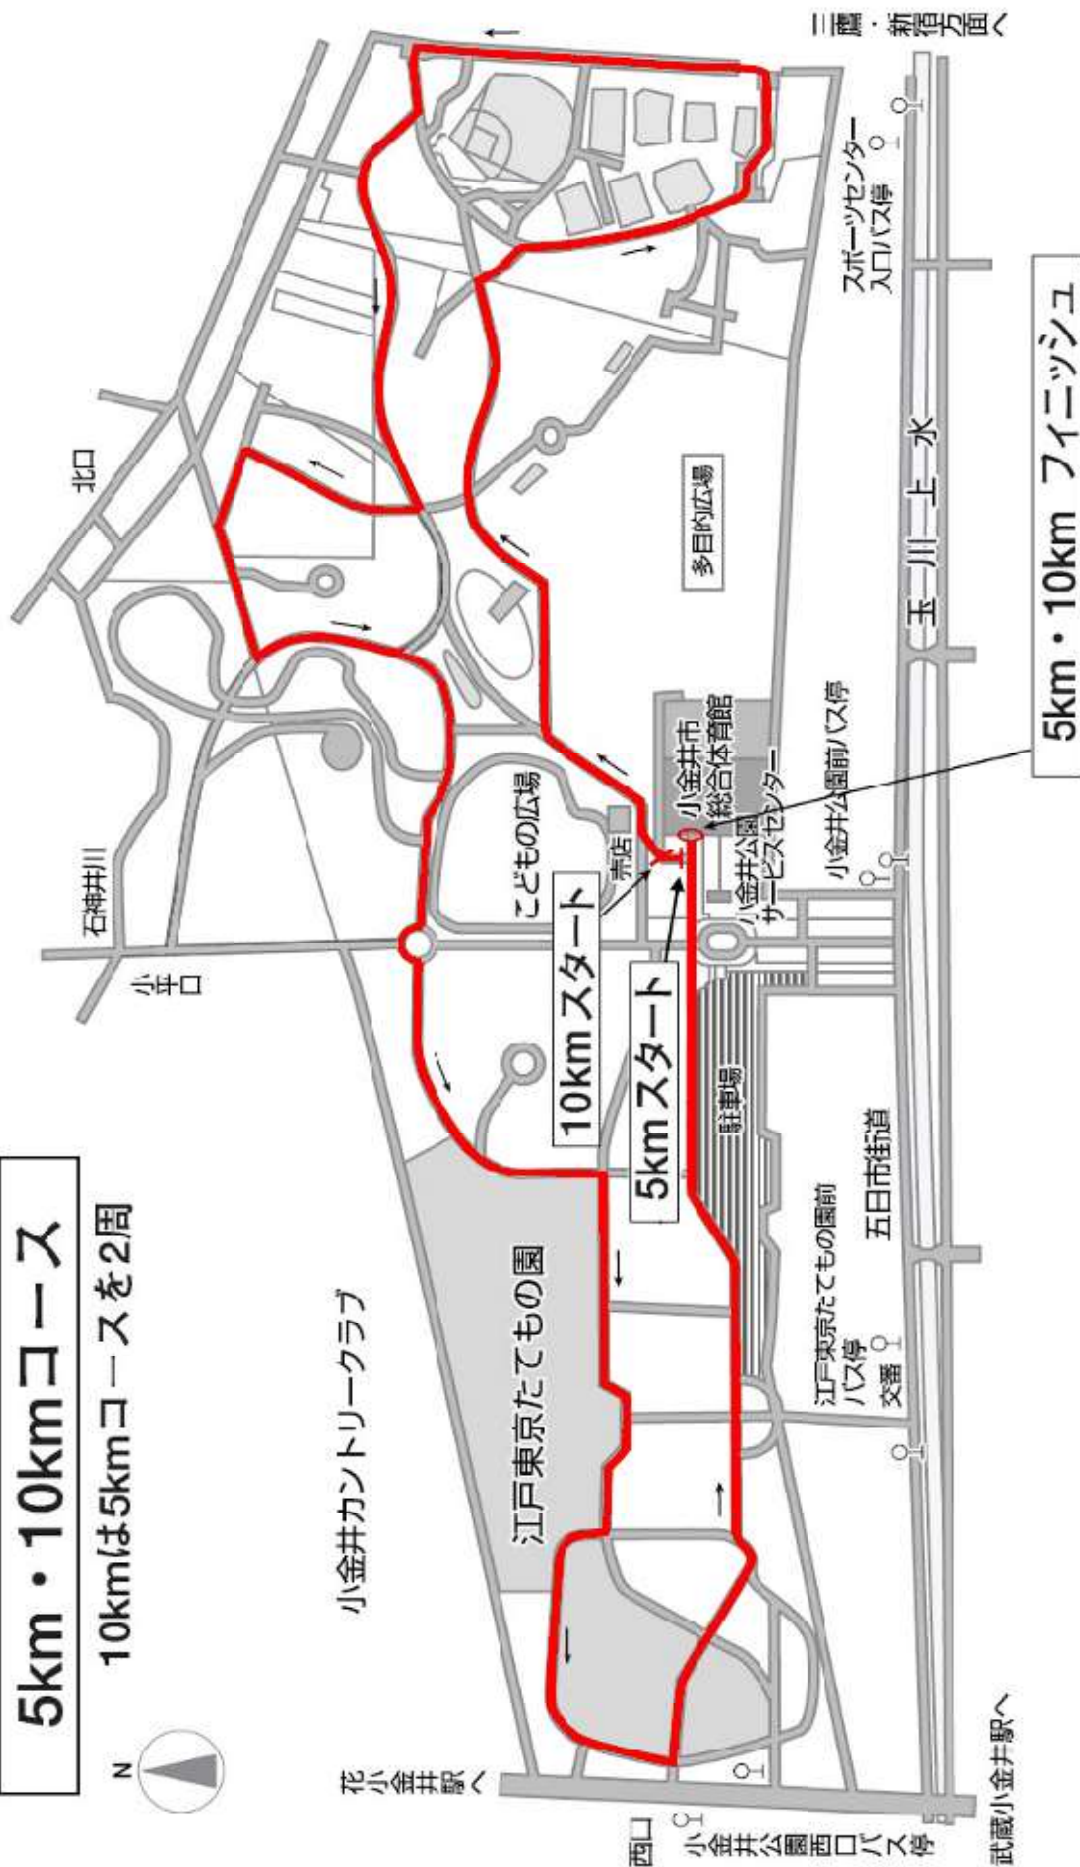 5km・10kmコース
10kmは5kmコースを2周
N
花小金井駅へ
西口
小金井公園西口バス停
武蔵小金井駅へ
小金井カントリークラブ
江戸東京たてもの園
江戸東京たてもの園前
バス停
交番
五日市街道
駐車場
小平口
石神井川
こどもの広場
売店
10kmスタート
5kmスタート
小金井公園
サービスセンター
小金井市
総合体育館
小金井公園前バス停
5km・10km フィニッシュ
北口
多目的広場
玉川上水
スポーツセンター
入口バス停
三鷹・新宿方面へ